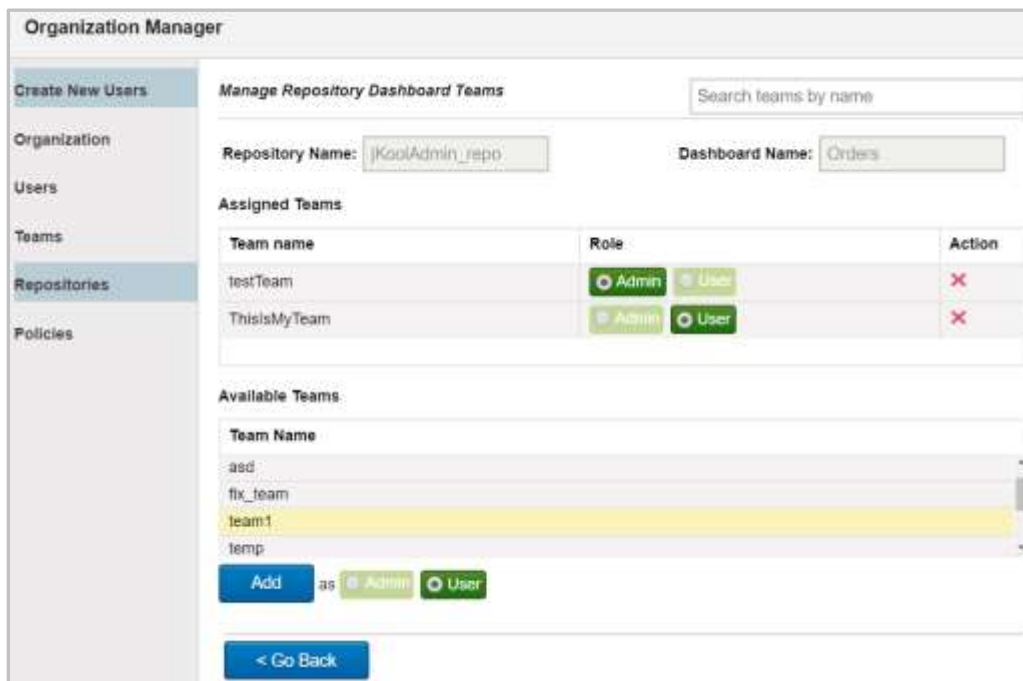 Organization Manager
Create New Users
Organization
Users
Teams
Repositories
Policies
Manage Repository Dashboard Teams
Search teams by name
Repository Name: jKoolAdmin_repo Dashboard Name: Orders
Assigned Teams
Team name Role Action
testTeam Admin User
ThisIsMyTeam Admin User
Available Teams
Team Name
asd
fix_team
team1
temp
Add as Admin User
< Go Back